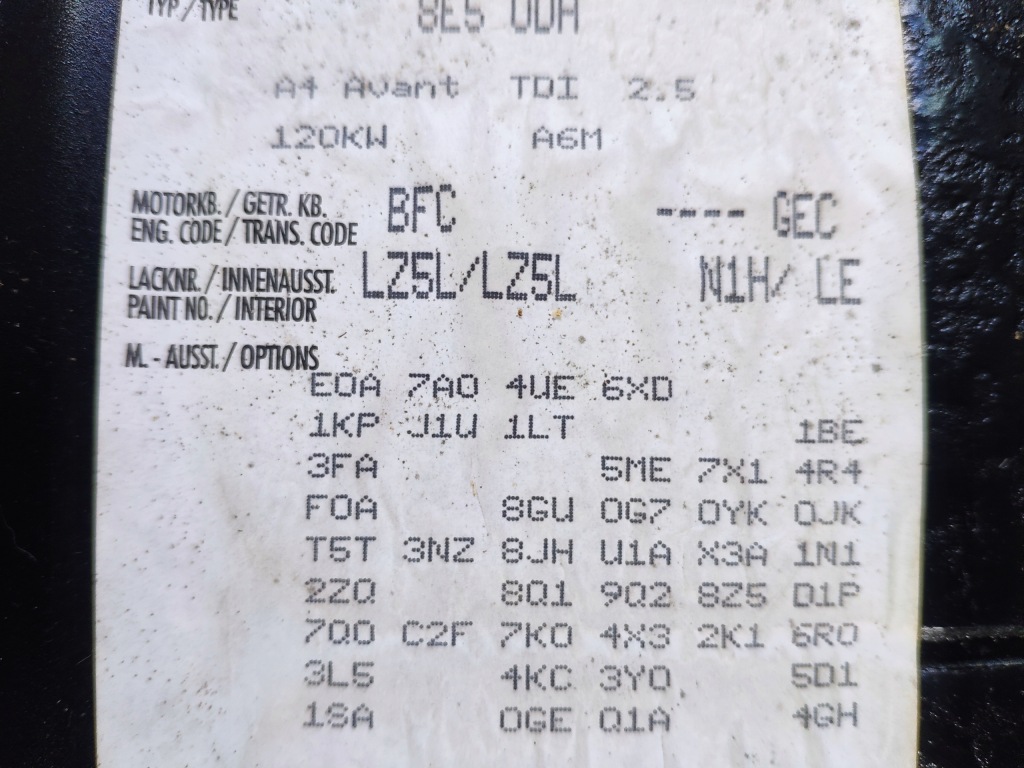 TYP / TYPE 8E5 0DA
A4 Avant TDI 2.5
120KW A6M
MOTORKB. / GETR. KB. BFC ---- GEC
ENG. CODE / TRANS. CODE
LACKNR. / INNENAUSST. LZ5L/LZ5L N1H/ LE
PAINT NO. / INTERIOR
M. - AUSST. / OPTIONS
E0A 7A0 4UE 6XD
1KP J1U 1LT 1BE
3FA 5ME 7X1 4R4
F0A 8GU 0G7 0YK 0JK
T5T 3NZ 8JH U1A X3A 1N1
2ZQ 8Q1 9Q2 8Z5 D1P
7Q0 C2F 7K0 4X3 2K1 6R0
3L5 4KC 3Y0 5D1
1SA 0GE Q1A 4GH